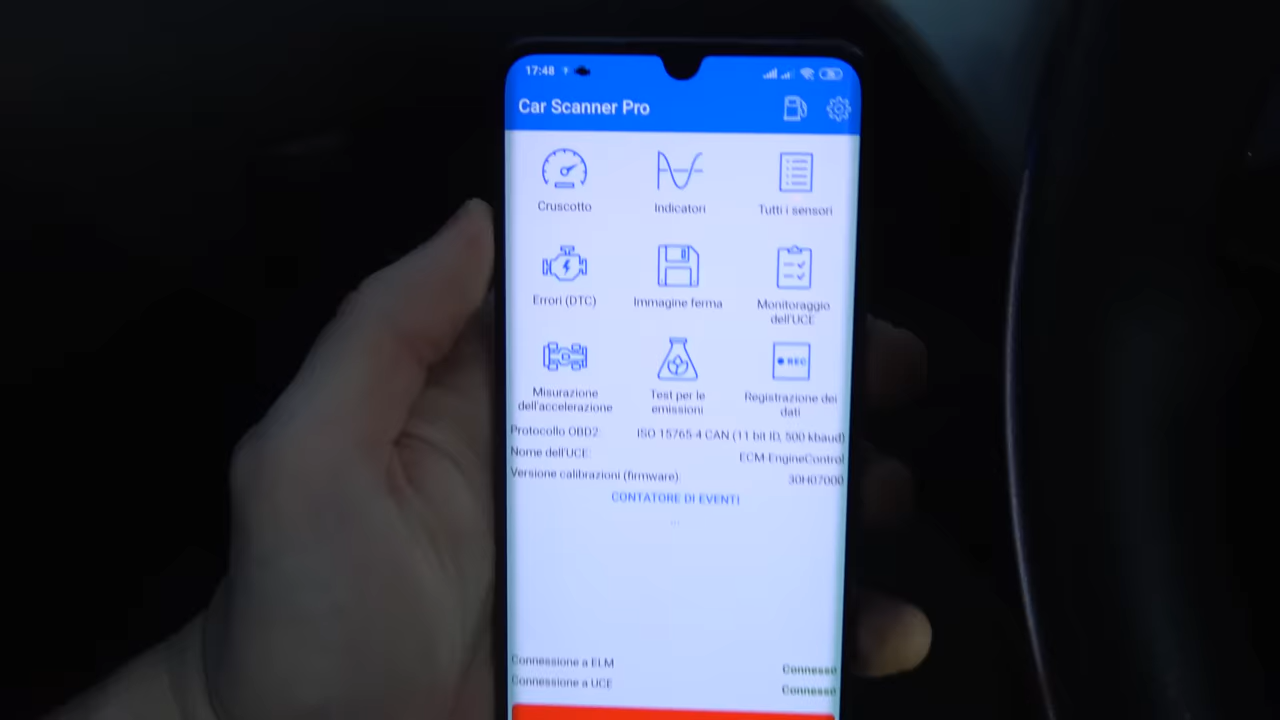 17:48
Car Scanner Pro
Cruscotto
Indicatori
Tutti i sensori
Errori (DTC)
Immagine ferma
Monitoraggio
dell'UCE
Misurazione
dell'accelerazione
Test per le
emissioni
REC
Registrazione dei
dati
Protocollo OBD2: ISO 15765-4 CAN (11 bit ID, 500 kbaud)
Nome dell'UCE: ECM-EngineControl
Versione calibrazioni (firmware): 30H07000
CONTATORE DI EVENTI
...
Connessione a ELM Connesso
Connessione a UCE Connesso